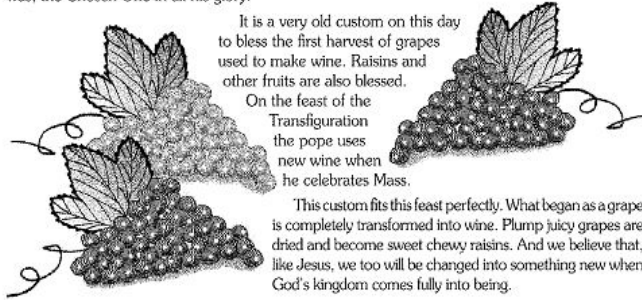 It is a very old custom on this day
to bless the first harvest of grapes
used to make wine. Raisins and
other fruits are also blessed.
On the feast of the
Transfiguration
the pope uses
new wine when
he celebrates Mass.
This custom fits this feast perfectly. What began as a grape
is completely transformed into wine. Plump juicy grapes are
dried and become sweet chewy raisins. And we believe that,
like Jesus, we too will be changed into something new when
God's kingdom comes fully into being.